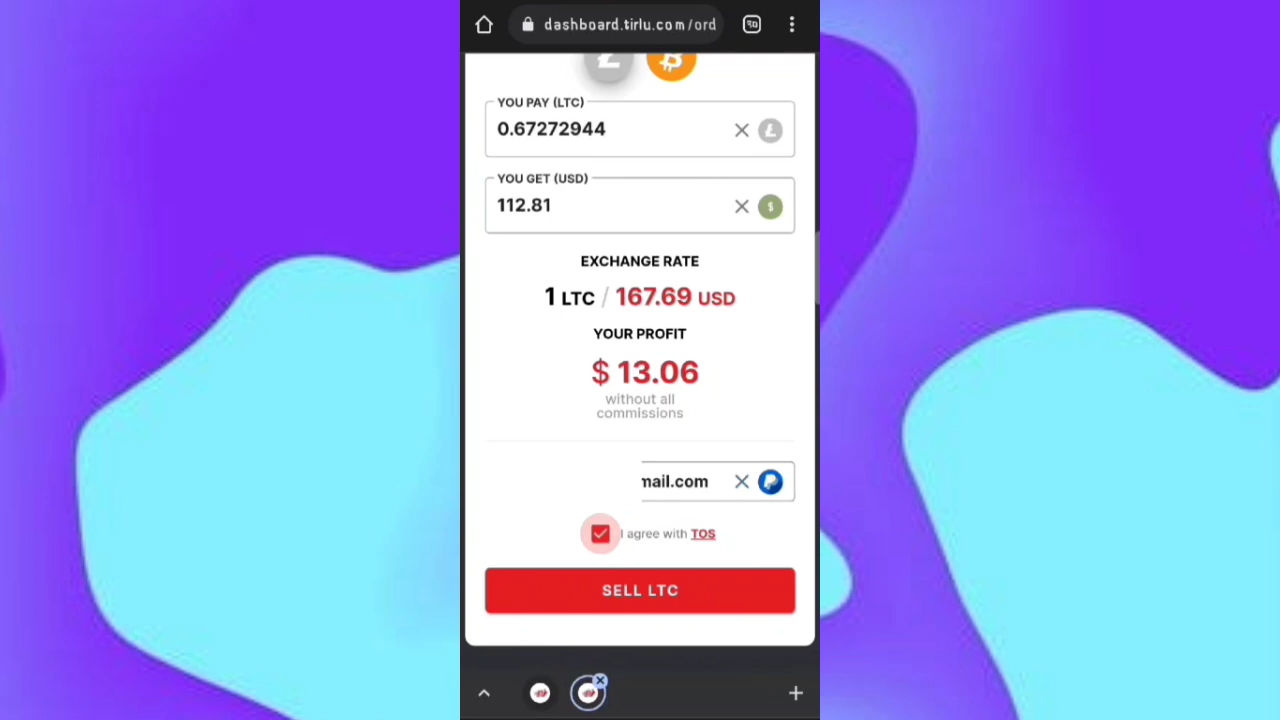 dashboard.tirlu.com/ord
YOU PAY (LTC)
0.67272944
YOU GET (USD)
112.81
EXCHANGE RATE
1 LTC / 167.69 USD
YOUR PROFIT
$ 13.06
without all
commissions
mail.com
I agree with TOS
SELL LTC